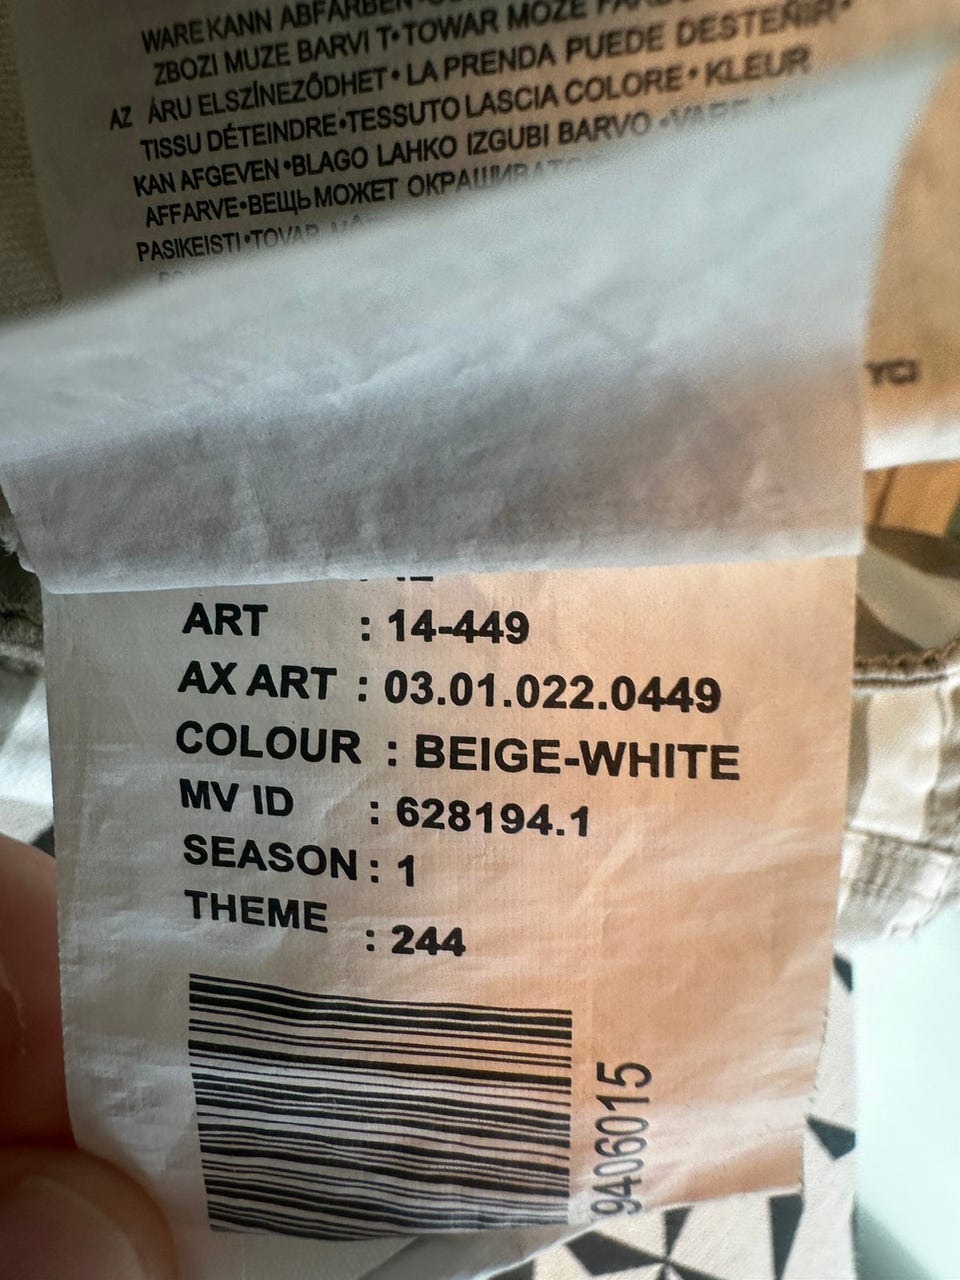 WARE KANN ABFÄRBEN
ZBOZI MUZE BARVI T•TOWAR MOZE
AZ ÁRU ELSZÍNEZŐDHET•LA PRENDA PUEDE DESTEÑIR•
TISSU DÉTEINDRE•TESSUTO LASCIA COLORE•KLEUR
KAN AFGEVEN•BLAGO LAHKO IZGUBI BARVO •VARE
AFFARVE•ВЕЩЬ МОЖЕТ
PASIKEISTI•TOVAR
YCI
ART : 14-449
AX ART : 03.01.022.0449
COLOUR : BEIGE-WHITE
MV ID : 628194.1
SEASON : 1
THEME : 244
9406015